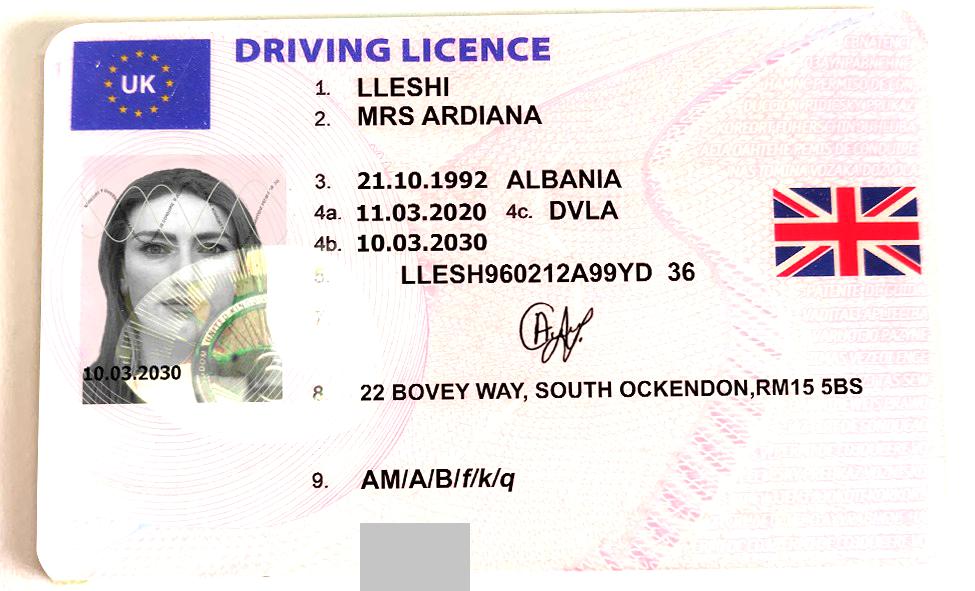 UK
DRIVING LICENCE
1. LLESHI
2. MRS ARDIANA
3. 21.10.1992 ALBANIA
4a. 11.03.2020 4c. DVLA
4b. 10.03.2030
5. LLESH960212A99YD 36
7.
8 22 BOVEY WAY, SOUTH OCKENDON,RM15 5BS
9. AM/A/B/f/k/q
10.03.2030